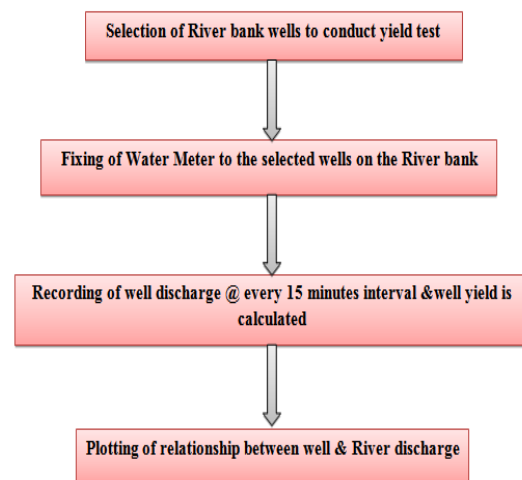 Selection of River bank wells to conduct yield test
Fixing of Water Meter to the selected wells on the River bank
Recording of well discharge @ every 15 minutes interval &well yield is
calculated
Plotting of relationship between well & River discharge